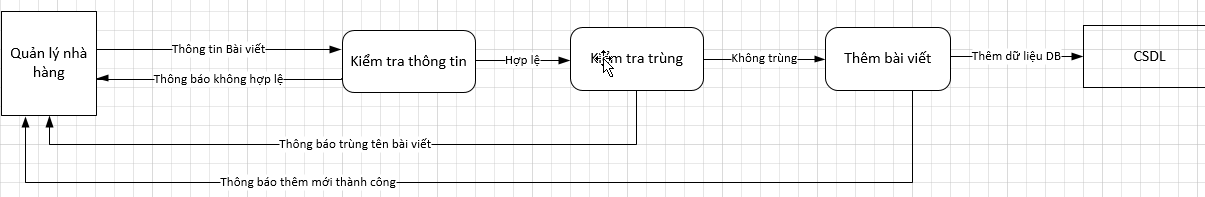 Quản lý nhà
hàng
Thông tin Bài viết
Thông báo không hợp lệ
Kiểm tra thông tin
Hợp lệ
Kiểm tra trùng
Không trùng
Thêm bài viết
Thêm dữ liệu DB
CSDL
Thông báo trùng tên bài viết
Thông báo thêm mới thành công